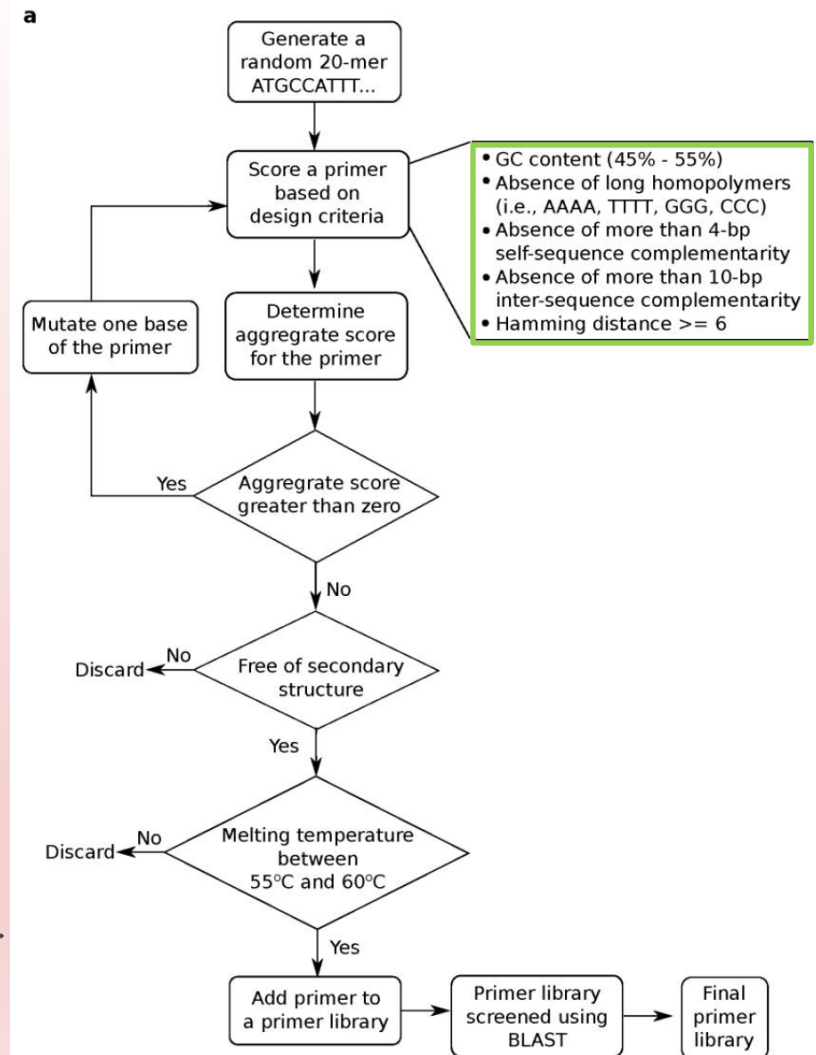 a
Generate a
random 20-mer
ATGCCATTT...
Score a primer
based on
design criteria
• GC content (45% - 55%)
• Absence of long homopolymers
(i.e., AAAA, TTTT, GGG, CCC)
• Absence of more than 4-bp
self-sequence complementarity
• Absence of more than 10-bp
inter-sequence complementarity
• Hamming distance >= 6
Mutate one base
of the primer
Determine
aggregate score
for the primer
Yes
Aggregrate score
greater than zero
No
Discard
No
Free of secondary
structure
Yes
Discard
No
Melting temperature
between
55°C and 60°C
Yes
Add primer to
a primer library
Primer library
screened using
BLAST
Final
primer
library